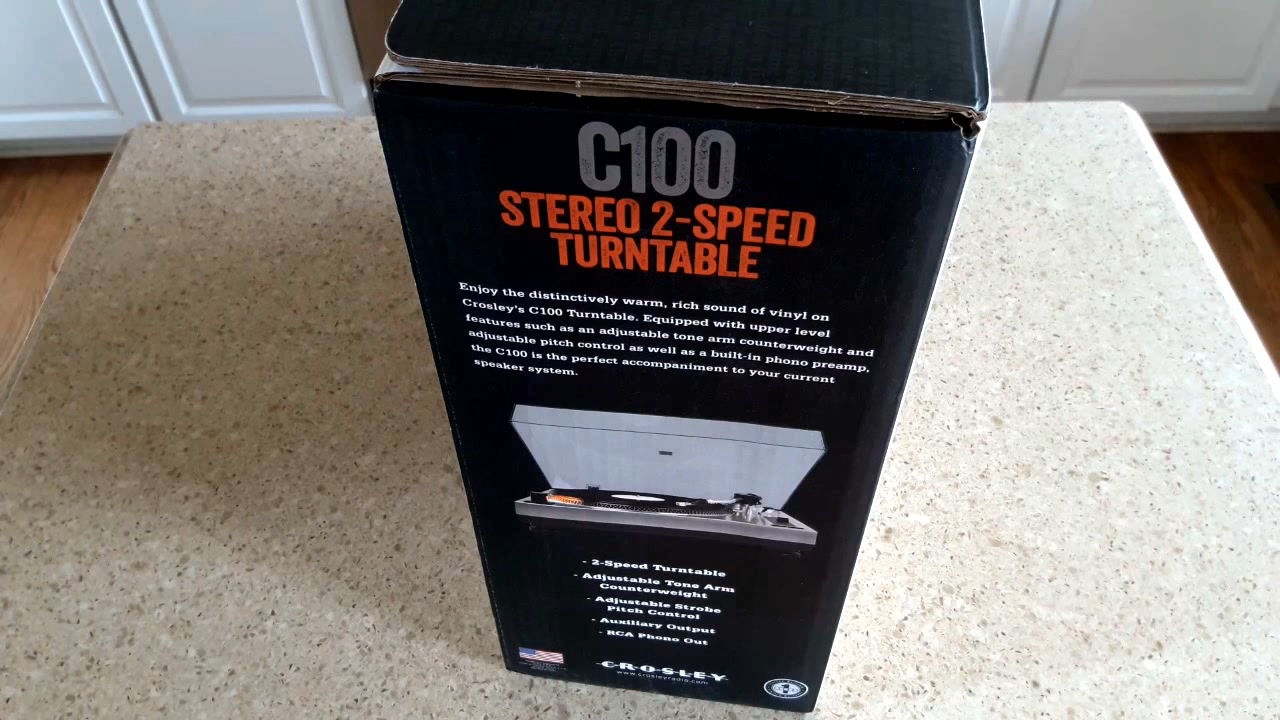 C100
STEREO 2-SPEED
TURNTABLE
Enjoy the distinctively warm, rich sound of vinyl on
Crosley's C100 Turntable. Equipped with upper level
features such as an adjustable tone arm counterweight and
adjustable pitch control as well as a built-in phono preamp,
the C100 is the perfect accompaniment to your current
speaker system.
- 2-Speed Turntable
- Adjustable Tone Arm
Counterweight
- Adjustable Strobe
Pitch Control
- Auxiliary Output
- RCA Phono Out
CROSLEY
www.crosleyradio.com